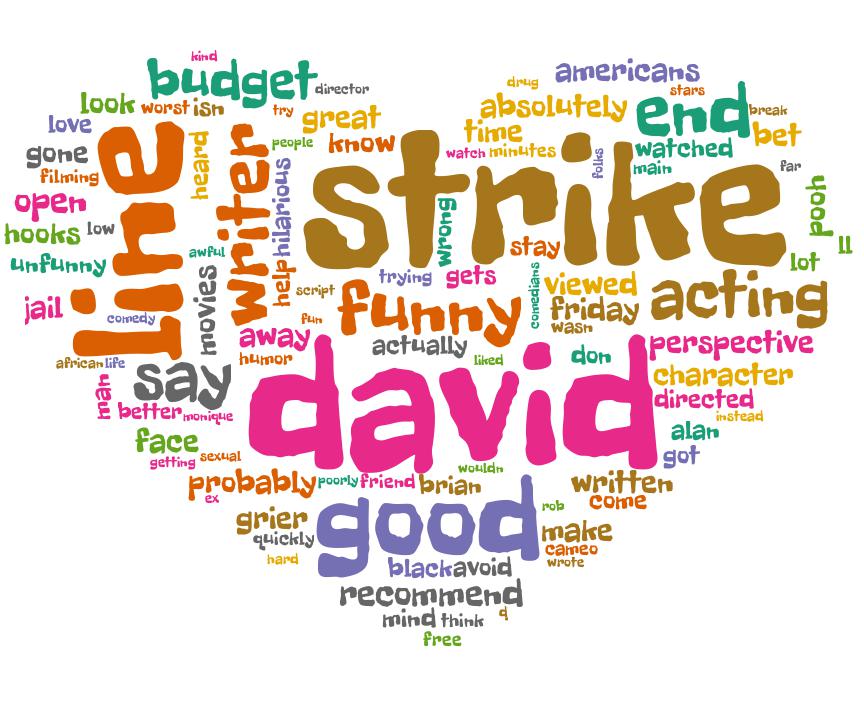 kind
budget
director
look
worst
isn
try
great
love
gone
filming
open
hooks
low
unfunny
jail
line
heard
writer
people
know
hilarious
awful
help
movies
comedy
script
fun
away
humor
african
life
say
man
better
monique
face
getting
sexual
americans
drug
stars
absolutely
end
break
time
bet
watch
minutes
folks
watched
main
far
pooh
ll
lot
strike
wrong
stay
trying
gets
comedians
viewed
friday
wasn
acting
funny
actually
liked
don
perspective
character
directed
instead
alan
got
david
wouldn
probably
poorly
friend
brian
written
come
ex
grier
quickly
hard
good
rob
make
cameo
wrote
black
avoid
recommend
mind
think
q
free